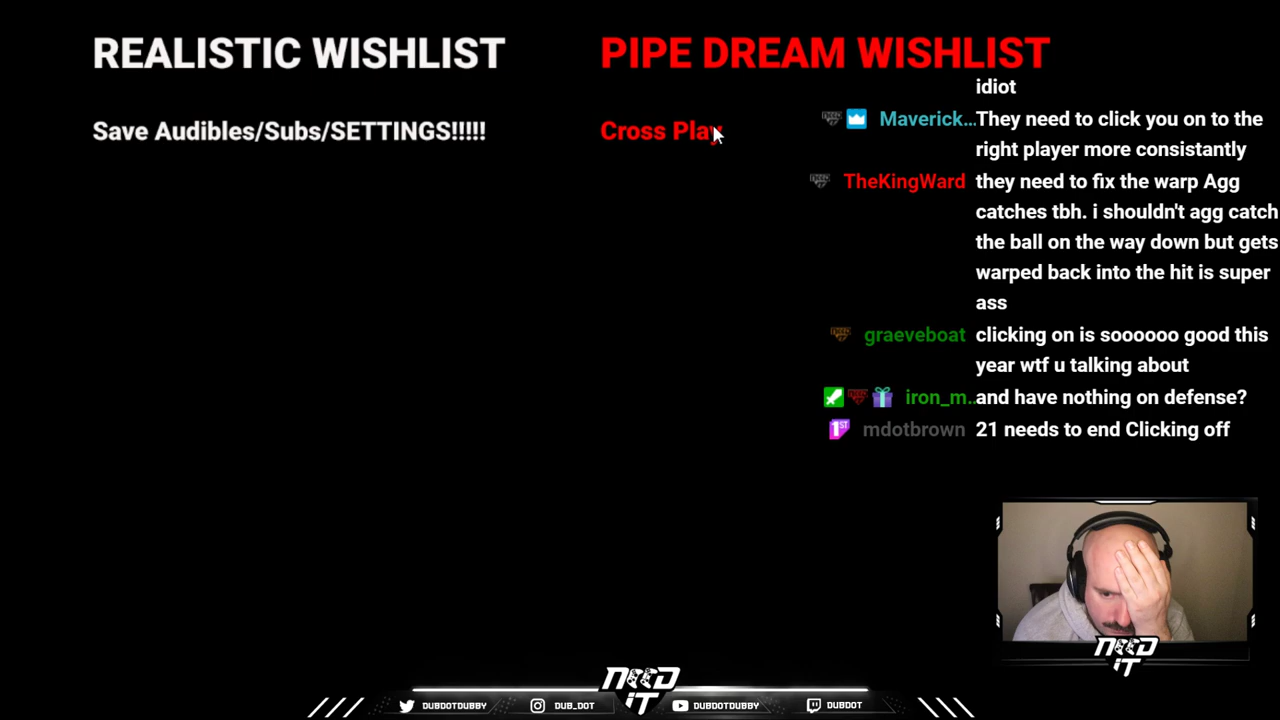 REALISTIC WISHLIST
PIPE DREAM WISHLIST
Save Audibles/Subs/SETTINGS!!!!!
Cross Play
idiot
Maverick... They need to click you on to the
right player more consistantly
TheKingWard they need to fix the warp Agg
catches tbh. i shouldn't agg catch
the ball on the way down but gets
warped back into the hit is super
ass
graeveboat clicking on is soooooo good this
year wtf u talking about
iron_m.. and have nothing on defense?
1ST mdotbrown 21 needs to end Clicking off
NEED
IT
NEED
IT
DUBDOTDUBBY DUB_DOT DUBDOTDUBBY DUBDOT